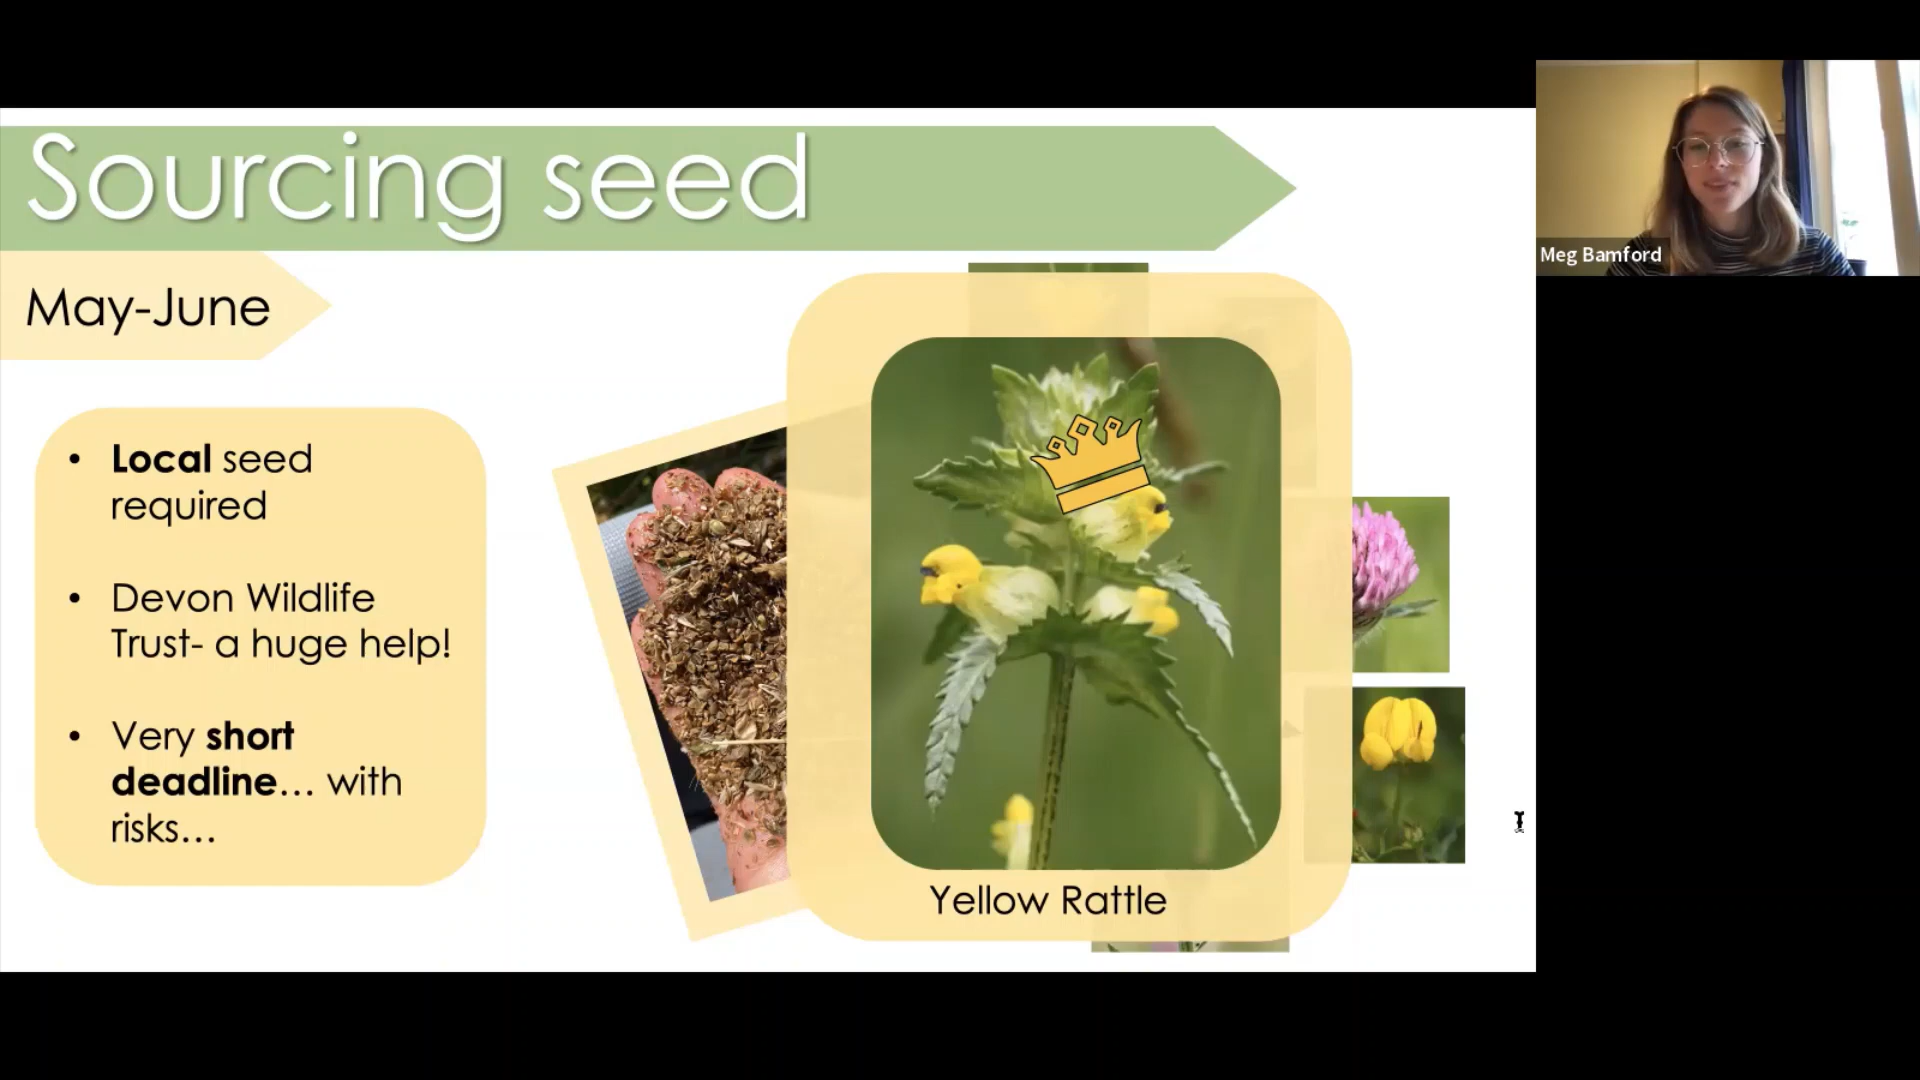 Sourcing seed
May-June
• Local seed
required
• Devon Wildlife
Trust- a huge help!
• Very short
deadline… with
risks…
Yellow Rattle
Meg Bamford